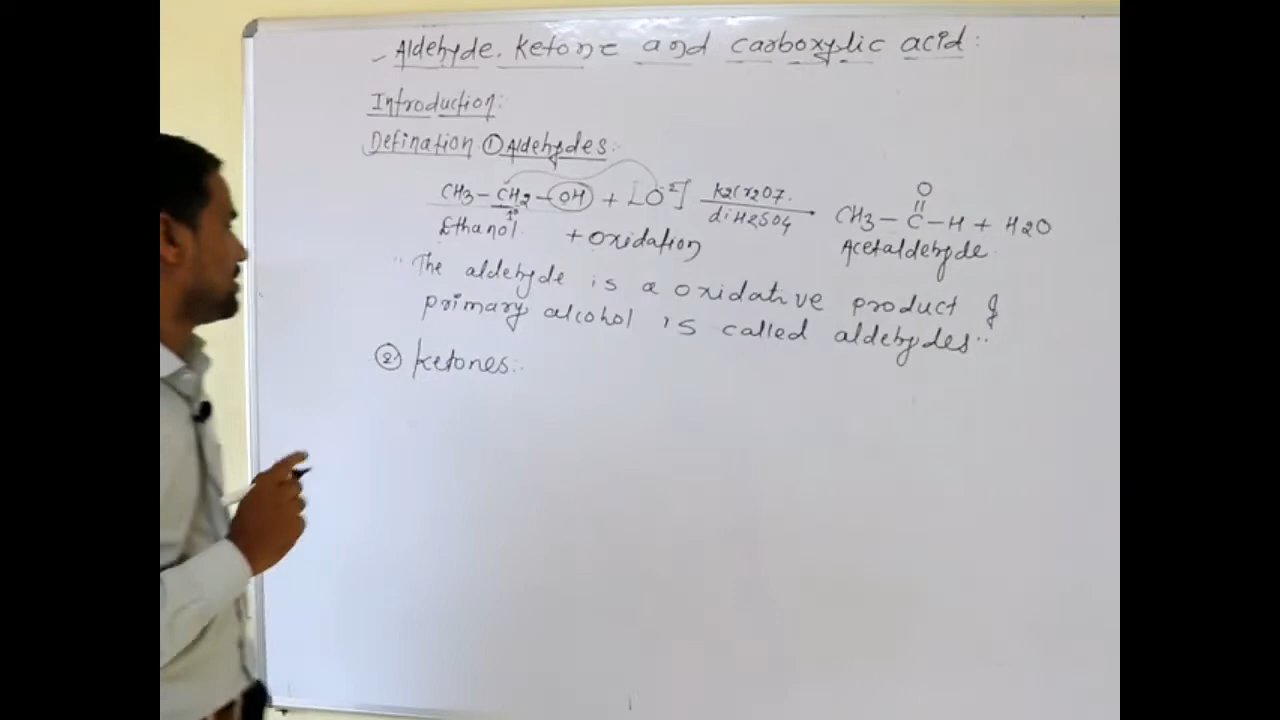 Aldehyde. ketone and carboxylic acid:
Introduction:
Defination ① Aldehydes:
O
CH3 – CH2 – OH + [O⁻²] K2Cr2O7. CH3 – C – H + H2O
1° dil H2SO4
Ethanol + Oxidation Acetaldehyde
"The aldehyde is a oxidative product of
primary alcohol is called aldehydes"
② ketones: